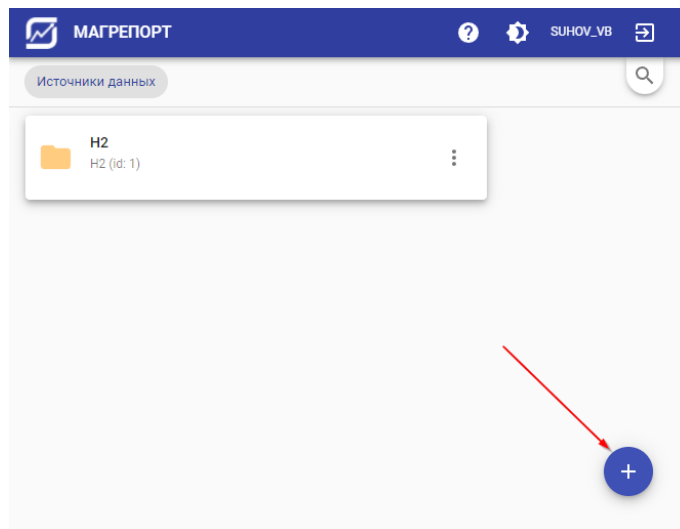 МАГРЕПОРТ
SUHOV_VB
Источники данных
H2
H2 (id: 1)